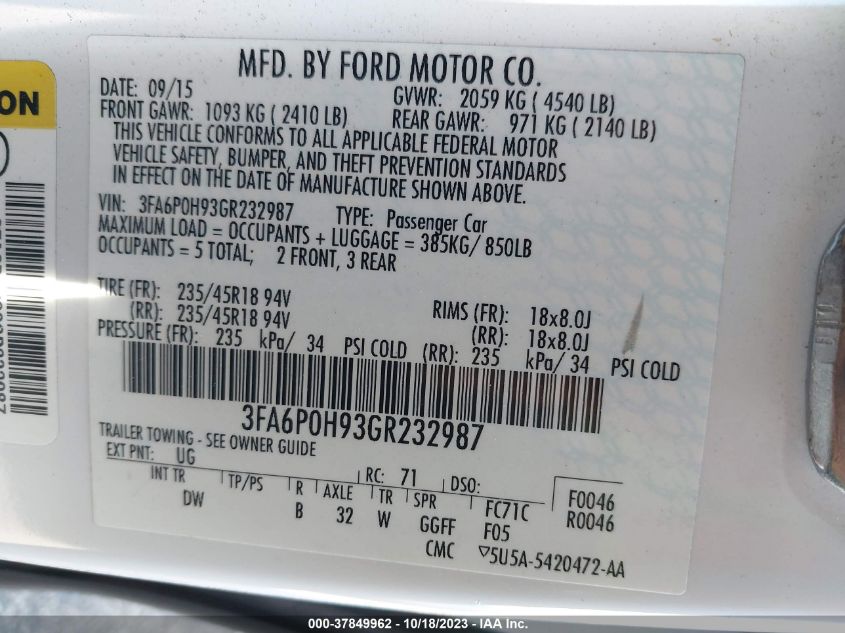 ON
MFD. BY FORD MOTOR CO.
DATE: 09/15 GVWR: 2059 KG ( 4540 LB)
FRONT GAWR: 1093 KG ( 2410 LB) REAR GAWR: 971 KG ( 2140 LB)
THIS VEHICLE CONFORMS TO ALL APPLICABLE FEDERAL MOTOR
VEHICLE SAFETY, BUMPER, AND THEFT PREVENTION STANDARDS
IN EFFECT ON THE DATE OF MANUFACTURE SHOWN ABOVE.
VIN: 3FA6P0H93GR232987 TYPE: Passenger Car
MAXIMUM LOAD = OCCUPANTS + LUGGAGE = 385KG/ 850LB
OCCUPANTS = 5 TOTAL; 2 FRONT, 3 REAR
TIRE (FR): 235/45R18 94V RIMS (FR): 18x8.0J
(RR): 235/45R18 94V (RR): 18x8.0J
PRESSURE (FR): 235 kPa/ 34 PSI COLD (RR): 235 kPa/ 34 PSI COLD
3FA6P0H93GR232987
TRAILER TOWING - SEE OWNER GUIDE
EXT PNT: UG RC: 71 DSO:
INT TR TP/PS R AXLE TR SPR FC71C F0046
DW B 32 W GGFF F05 R0046
CMC 5U5A-5420472-AA
000-37849962 - 10/18/2023 - IAA Inc.